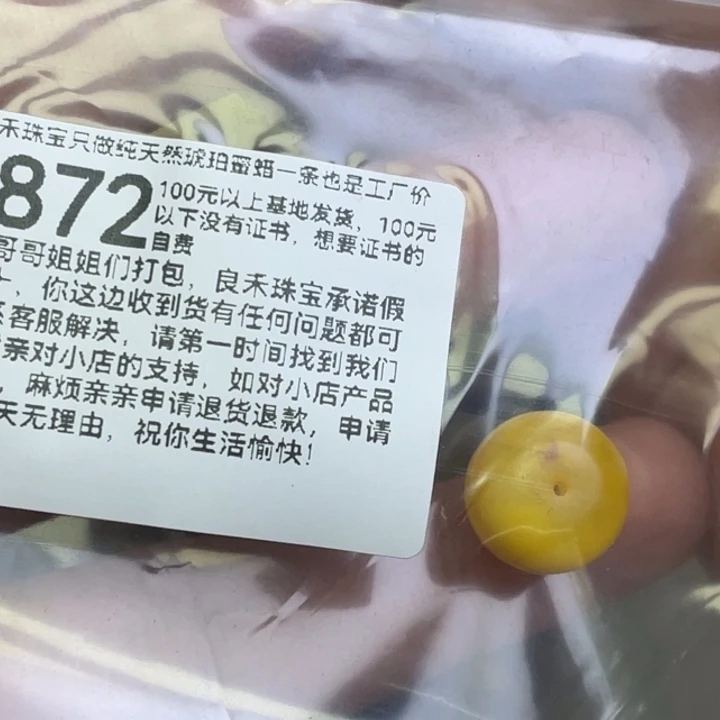 禾珠宝只做纯天然琥珀蜜蜡一条也是工厂价
872
100元以上基地发货，100元
以下没有证书，想要证书的
自费
哥哥姐姐们打包，良禾珠宝承诺假
，你这边收到货有任何问题都可
系客服解决，请第一时间找到我们
亲对小店的支持，如对小店产品
，麻烦亲亲申请退货退款，申请
天无理由，祝你生活愉快！